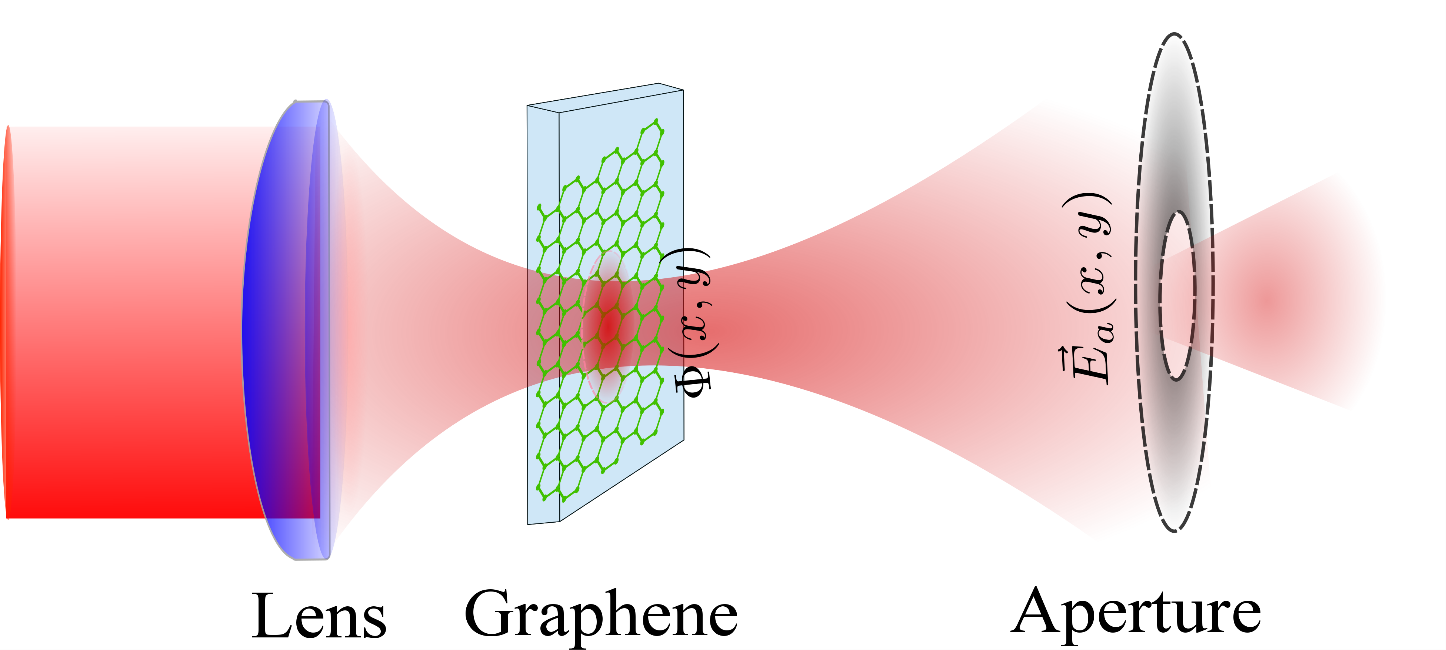 Φ(x, y)
E⃗ₐ(x, y)
Lens
Graphene
Aperture